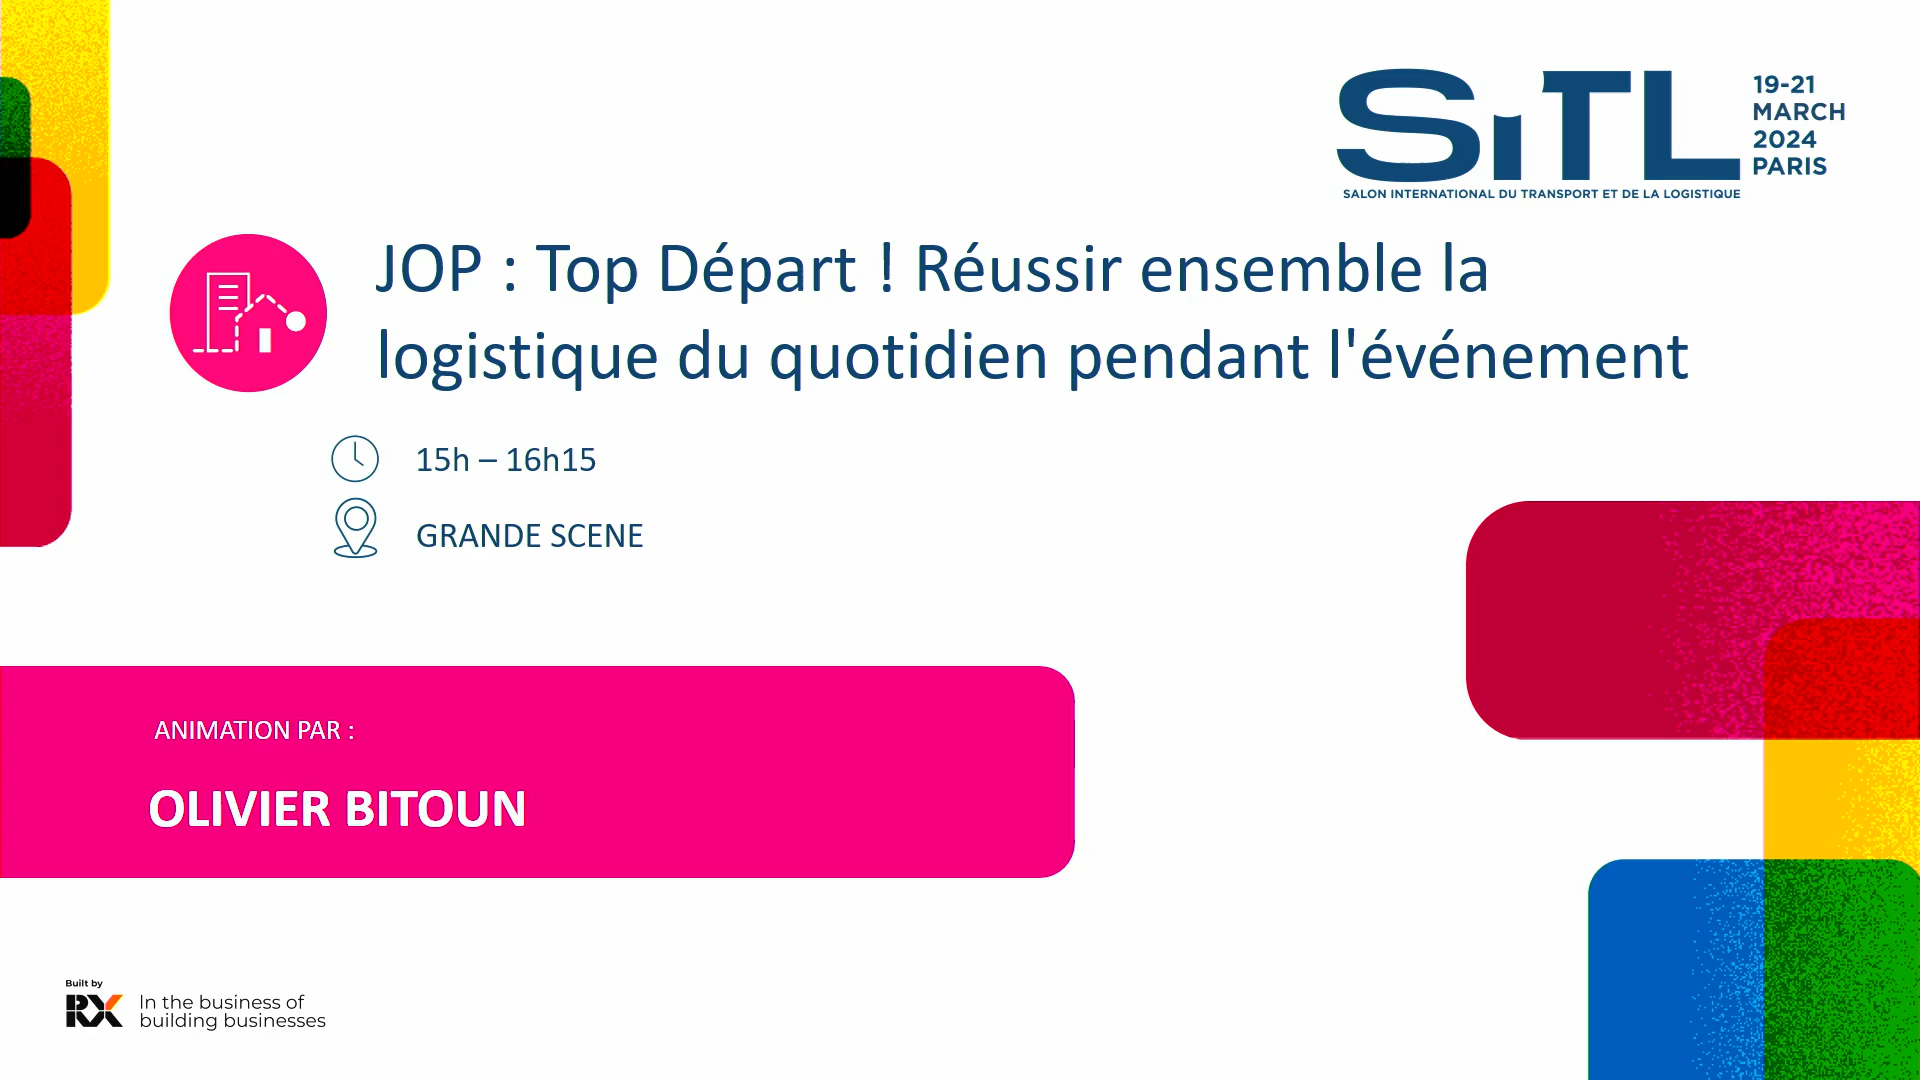 SiTL
19-21
MARCH
2024
PARIS
SALON INTERNATIONAL DU TRANSPORT ET DE LA LOGISTIQUE
JOP : Top Départ ! Réussir ensemble la
logistique du quotidien pendant l'événement
15h – 16h15
GRANDE SCENE
ANIMATION PAR :
OLIVIER BITOUN
Built by
RX
In the business of
building businesses